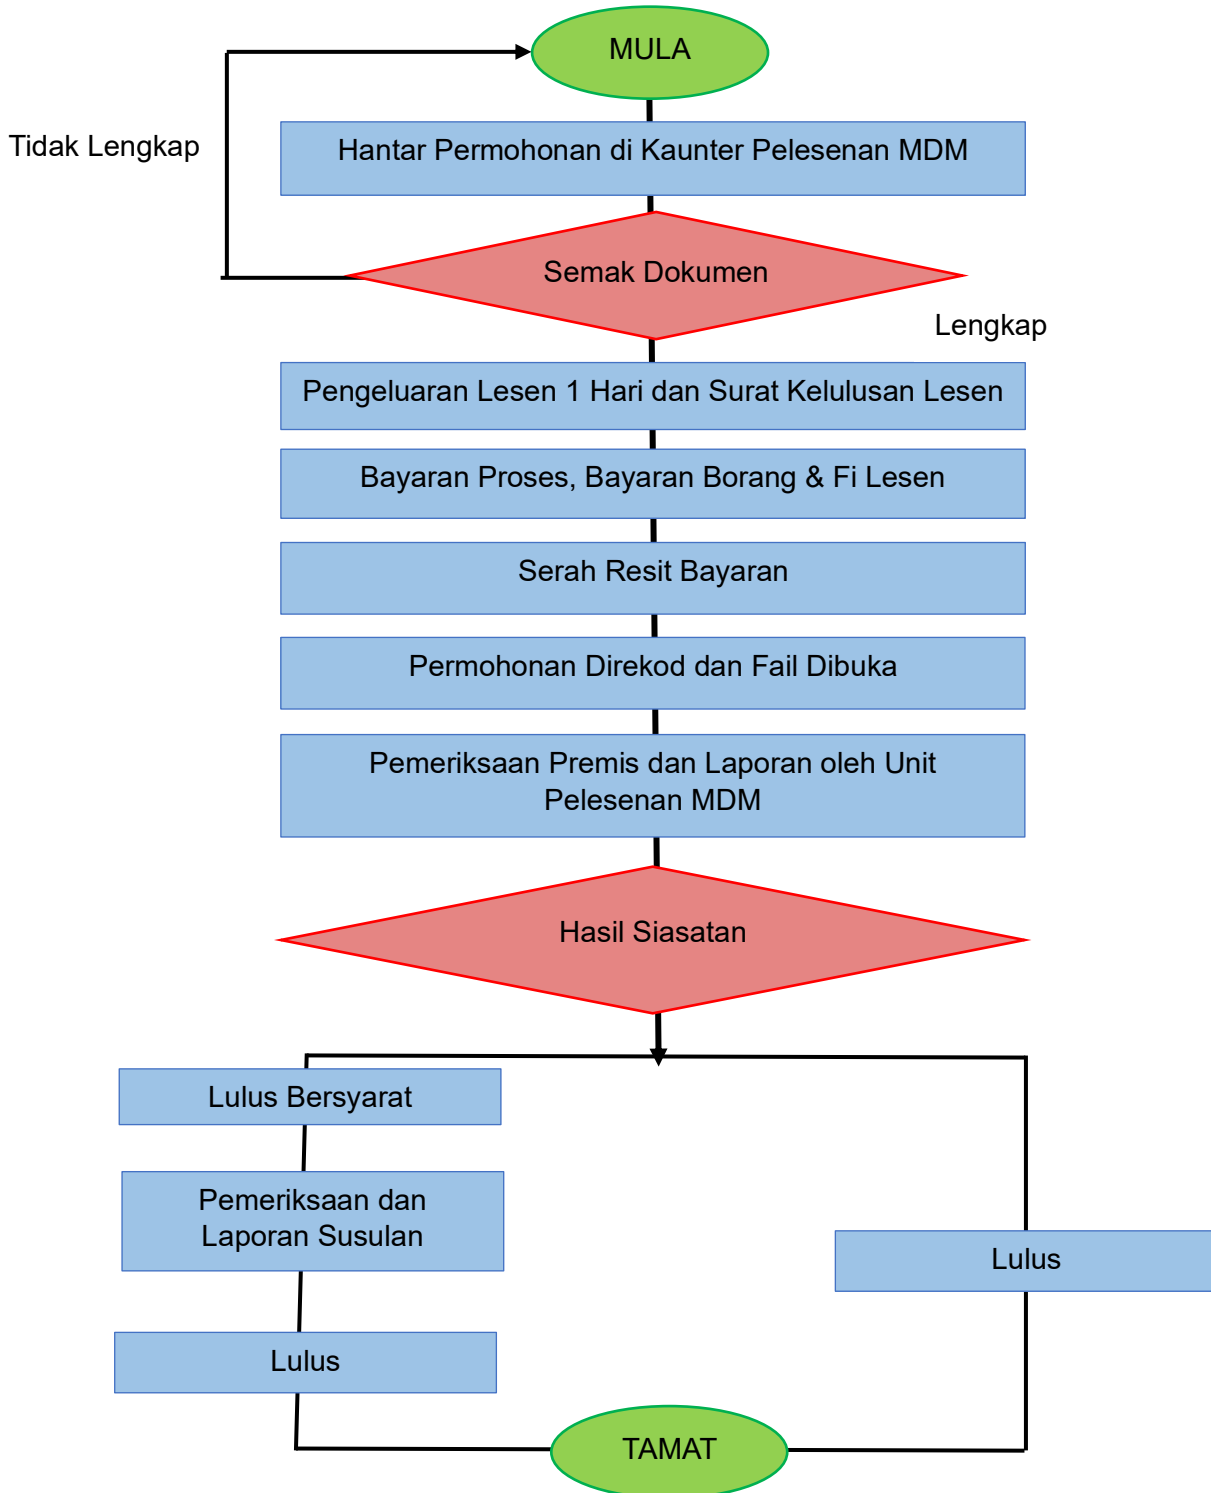 MULA
Tidak Lengkap
Hantar Permohonan di Kaunter Pelesenan MDM
Semak Dokumen
Lengkap
Pengeluaran Lesen 1 Hari dan Surat Kelulusan Lesen
Bayaran Proses, Bayaran Borang & Fi Lesen
Serah Resit Bayaran
Permohonan Direkod dan Fail Dibuka
Pemeriksaan Premis dan Laporan oleh Unit
Pelesenan MDM
Hasil Siasatan
Lulus Bersyarat
Pemeriksaan dan
Laporan Susulan
Lulus
Lulus
TAMAT